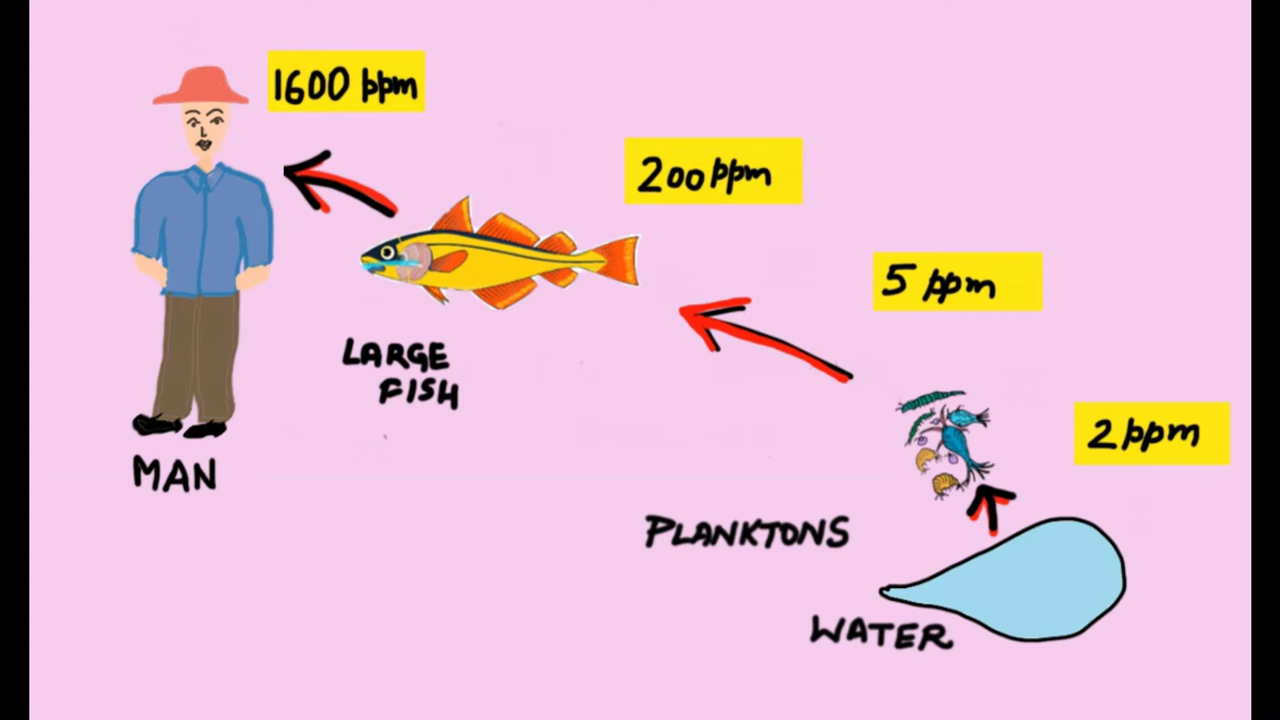 1600 ppm
200 ppm
5 ppm
LARGE
FISH
2 ppm
MAN
PLANKTONS
WATER